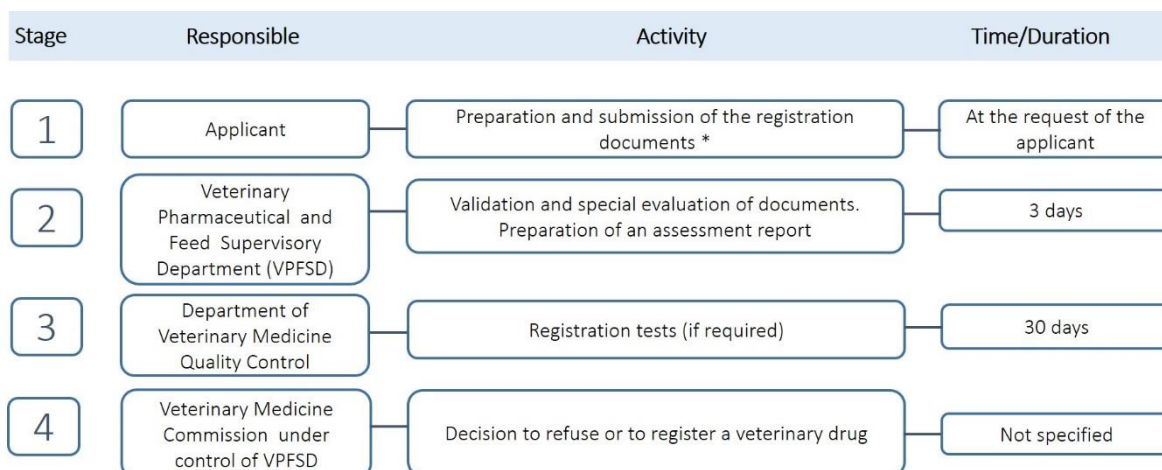 Stage Responsible Activity Time/Duration
1
Applicant
Preparation and submission of the registration
documents *
At the request of the
applicant
2
Veterinary
Pharmaceutical and
Feed Supervisory
Department (VPFSD)
Validation and special evaluation of documents.
Preparation of an assessment report
3 days
3
Department of
Veterinary Medicine
Quality Control
Registration tests (if required)
30 days
4
Veterinary Medicine
Commission under
control of VPFSD
Decision to refuse or to register a veterinary drug
Not specified